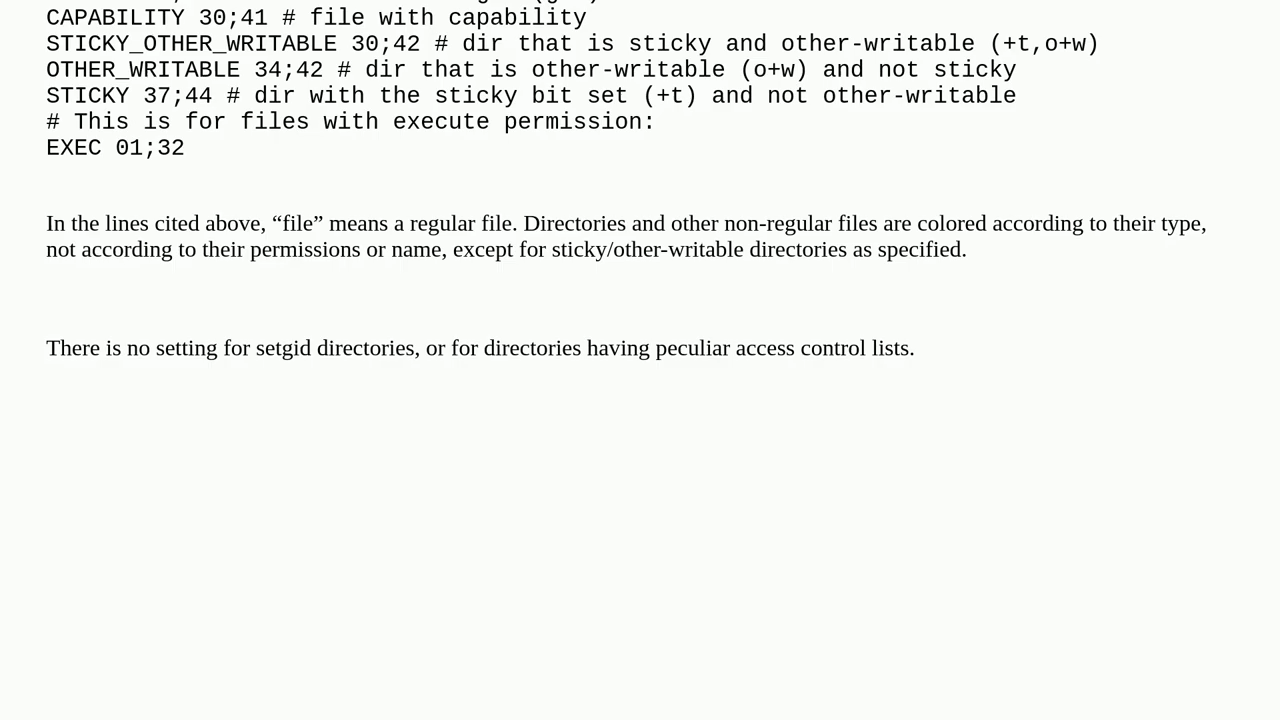 CAPABILITY 30;41 # file with capability
STICKY_OTHER_WRITABLE 30;42 # dir that is sticky and other-writable (+t,o+w)
OTHER_WRITABLE 34;42 # dir that is other-writable (o+w) and not sticky
STICKY 37;44 # dir with the sticky bit set (+t) and not other-writable
# This is for files with execute permission:
EXEC 01;32
In the lines cited above, “file” means a regular file. Directories and other non-regular files are colored according to their type,
not according to their permissions or name, except for sticky/other-writable directories as specified.
There is no setting for setgid directories, or for directories having peculiar access control lists.